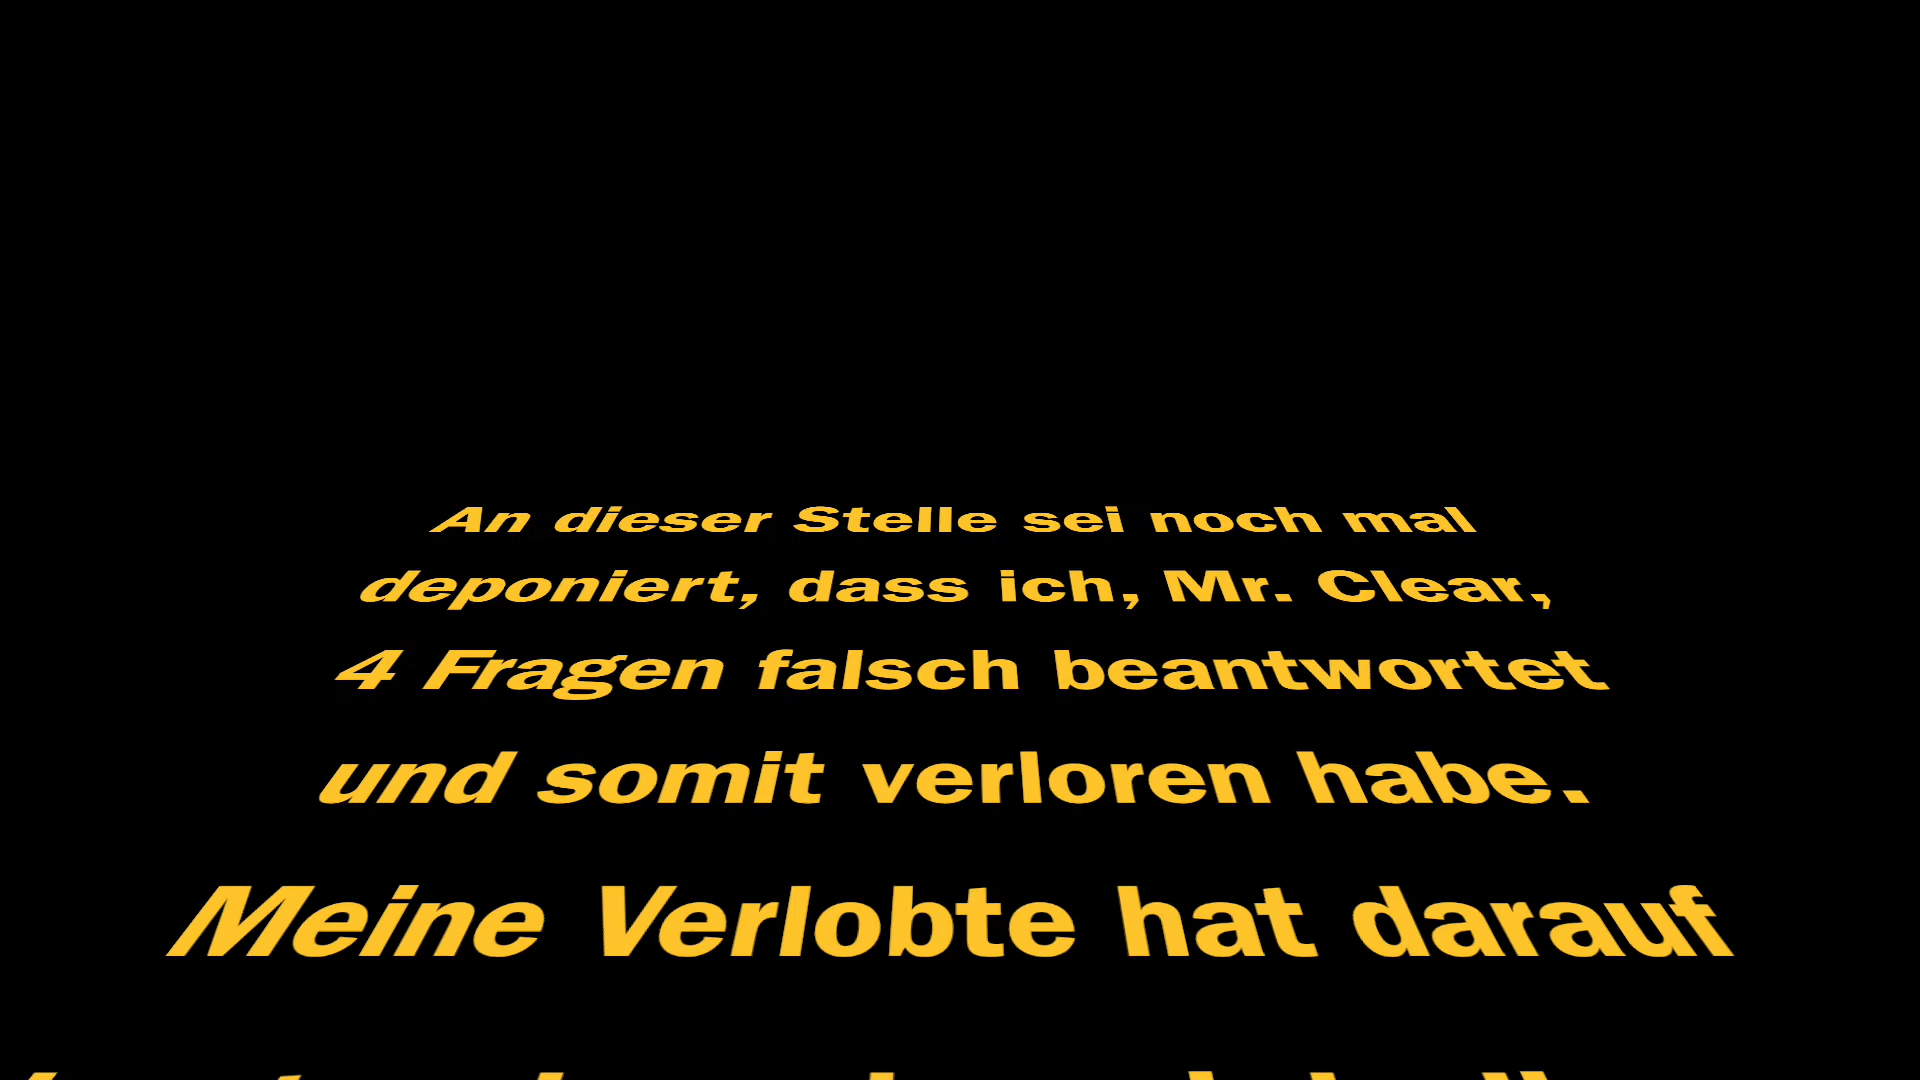 An dieser Stelle sei noch mal
deponiert, dass ich, Mr. Clear,
4 Fragen falsch beantwortet
und somit verloren habe.
Meine Verlobte hat darauf